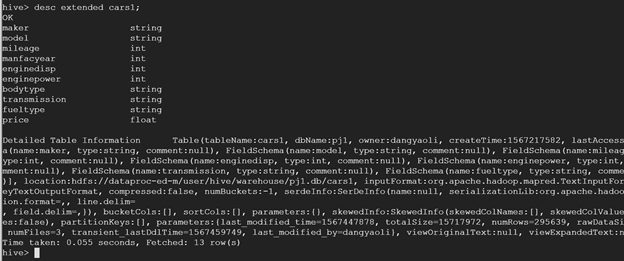 hive> desc extended cars1;
OK
maker string
model string
mileage int
manfacyear int
enginedisp int
enginepower int
bodytype string
transmission string
fueltype string
price float
Detailed Table Information Table(tableName:cars1, dbName:pj1, owner:dangyaoli, createTime:1567217582, lastAccess
a(name:maker, type:string, comment:null), FieldSchema(name:model, type:string, comment:null), FieldSchema(name:mileag
ype:int, comment:null), FieldSchema(name:enginedisp, type:int, comment:null), FieldSchema(name:enginepower, type:int,
mment:null), FieldSchema(name:transmission, type:string, comment:null), FieldSchema(name:fueltype, type:string, comme
)], location:hdfs://dataproc-ed-m/user/hive/warehouse/pj1.db/cars1, inputFormat:org.apache.hadoop.mapred.TextInputFor
eyTextOutputFormat, compressed:false, numBuckets:-1, serdeInfo:SerDeInfo(name:null, serializationLib:org.apache.hadoo
ion.format=,, line.delim=
, field.delim=,}), bucketCols:[], sortCols:[], parameters:{}, skewedInfo:SkewedInfo(skewedColNames:[], skewedColValue
es:false), partitionKeys:[], parameters:{last_modified_time=1567447878, totalSize=15717972, numRows=295639, rawDataSi
numFiles=3, transient_lastDdlTime=1567459749, last_modified_by=dangyaoli}, viewOriginalText:null, viewExpandedText:n
Time taken: 0.055 seconds, Fetched: 13 row(s)
hive>